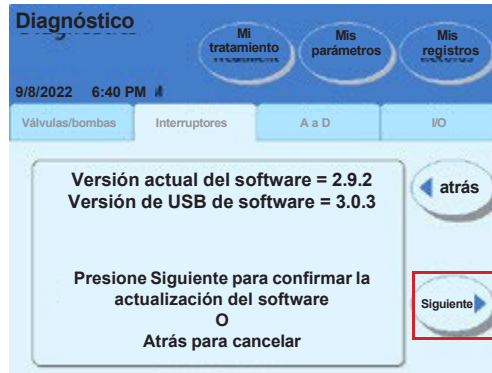 Diagnóstico
Mi
tratamiento
Mis
parámetros
Mis
registros
9/8/2022 6:40 PM
Válvulas/bombas
Interruptores
A a D
I/O
Versión actual del software = 2.9.2
Versión de USB de software = 3.0.3
atrás
Presione Siguiente para confirmar la
actualización del software
O
Atrás para cancelar
Siguiente